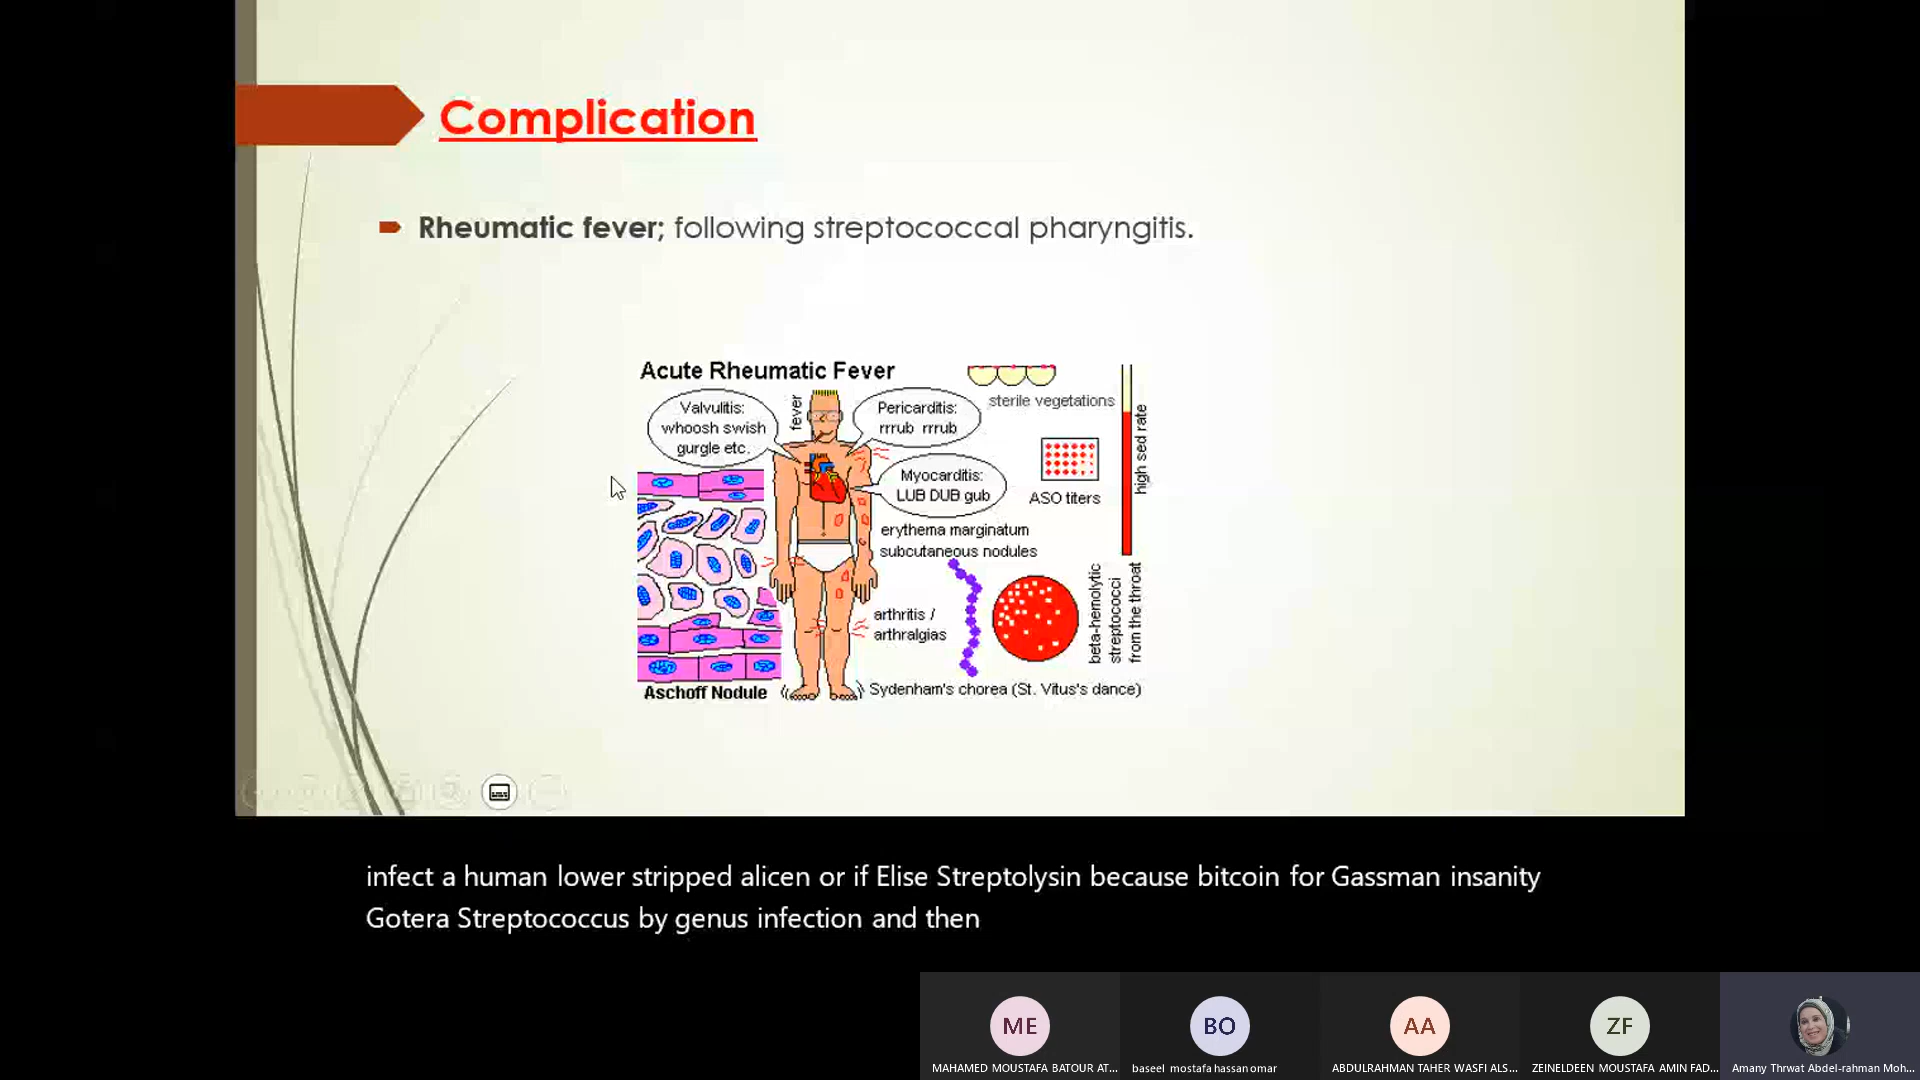 Complication
Rheumatic fever; following streptococcal pharyngitis.
Acute Rheumatic Fever
Valvulitis:
whoosh swish
gurgle etc.
fever
Pericarditis:
rrrub rrrub
Myocarditis:
LUB DUB gub
sterile vegetations
ASO titers
high sed rate
erythema marginatum
subcutaneous nodules
arthritis /
arthralgias
beta-hemolytic
streptococci
from the throat
Aschoff Nodule
Sydenham's chorea (St. Vitus's dance)
infect a human lower stripped alicen or if Elise Streptolysin because bitcoin for Gassman insanity
Gotera Streptococcus by genus infection and then
ME
BO
AA
ZF
MAHAMED MOUSTAFA BATOUR AT...
baseel mostafa hassan omar
ABDULRAHMAN TAHER WASFI ALS...
ZEINELDEEN MOUSTAFA AMIN FAD...
Amany Thrwat Abdel-rahman Moh...